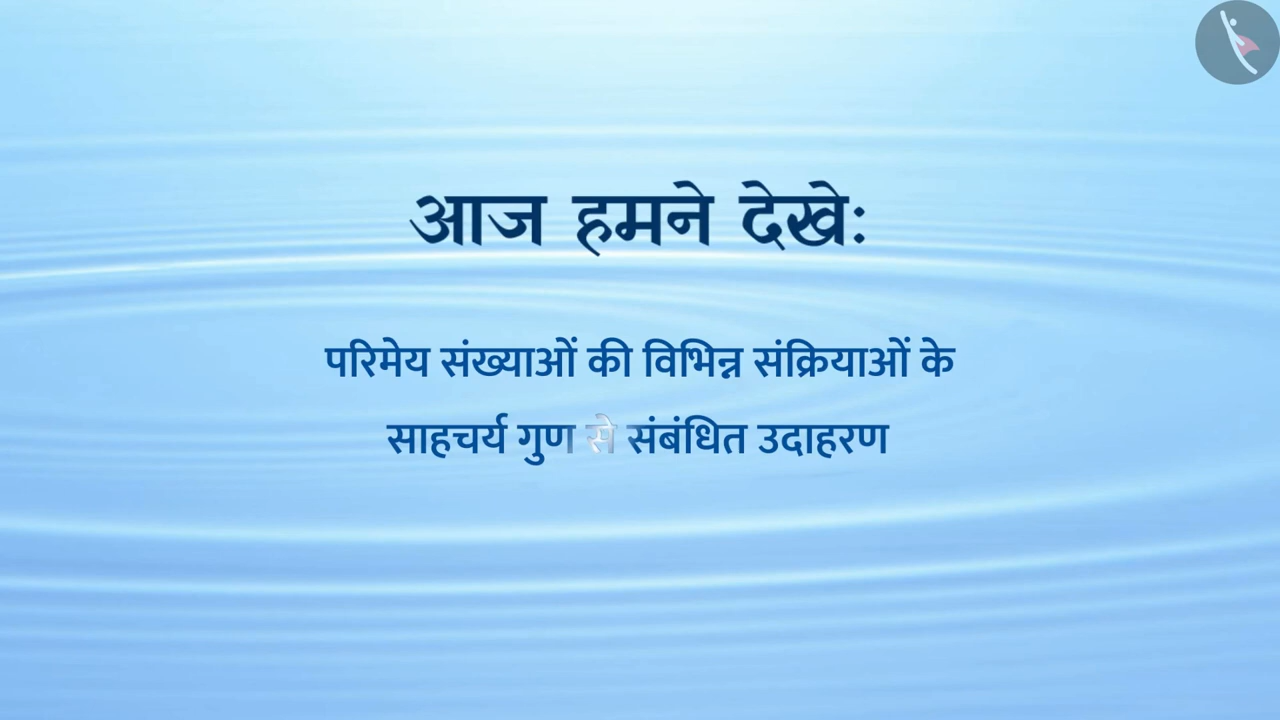 आज हमने देखे:
परिमेय संख्याओं की विभिन्न संक्रियाओं के
साहचर्य गुण से संबंधित उदाहरण